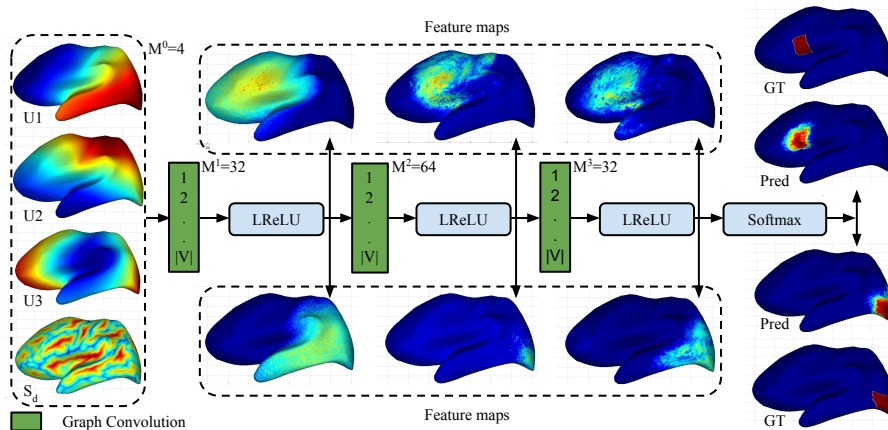 Feature maps
M⁰=4
U1
U2
U3
S_d
M¹=32
M²=64
M³=32
1
2
.
.
|V|
LReLU
1
2
.
.
|V|
LReLU
1
2
.
.
|V|
LReLU
Softmax
GT
Pred
Pred
GT
Graph Convolution
Feature maps